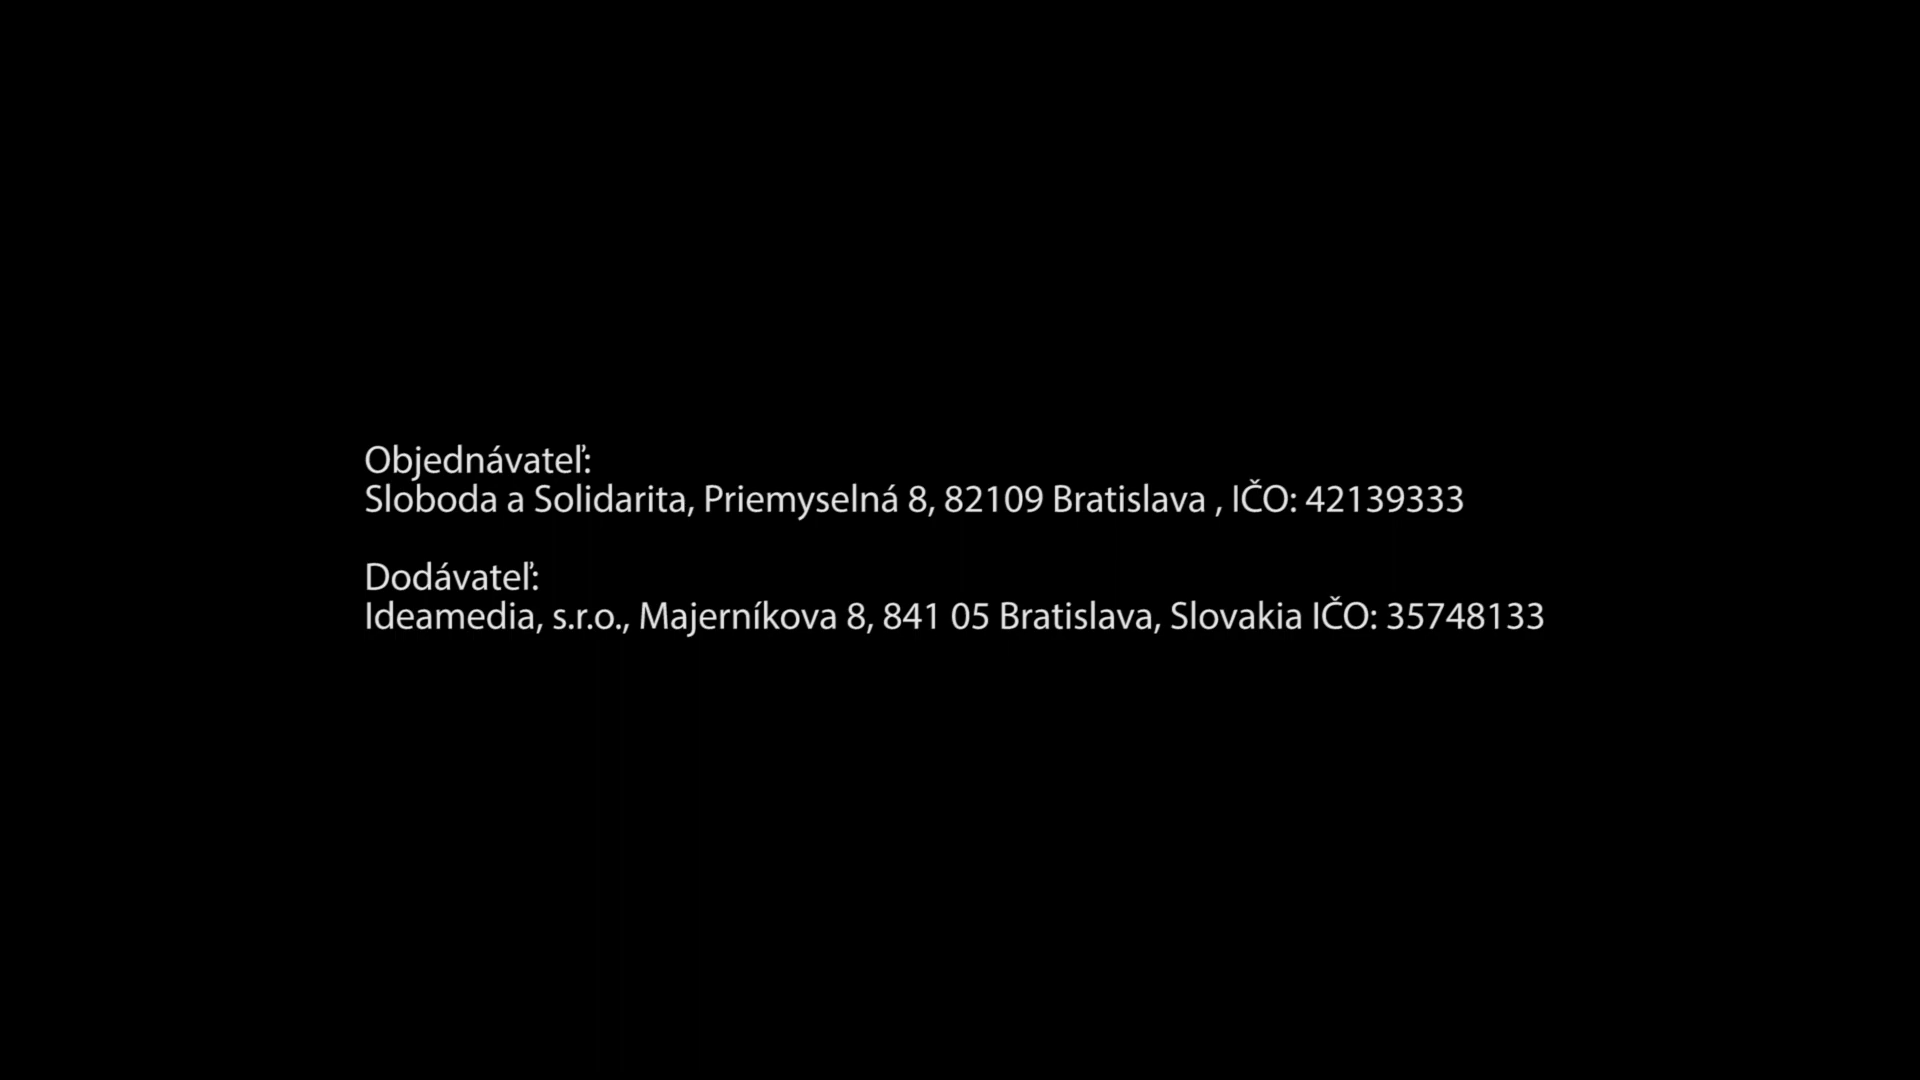 Objednávateľ:
Sloboda a Solidarita, Priemyselná 8, 82109 Bratislava , IČO: 42139333
Dodávateľ:
Ideamedia, s.r.o., Majerníkova 8, 841 05 Bratislava, Slovakia IČO: 35748133